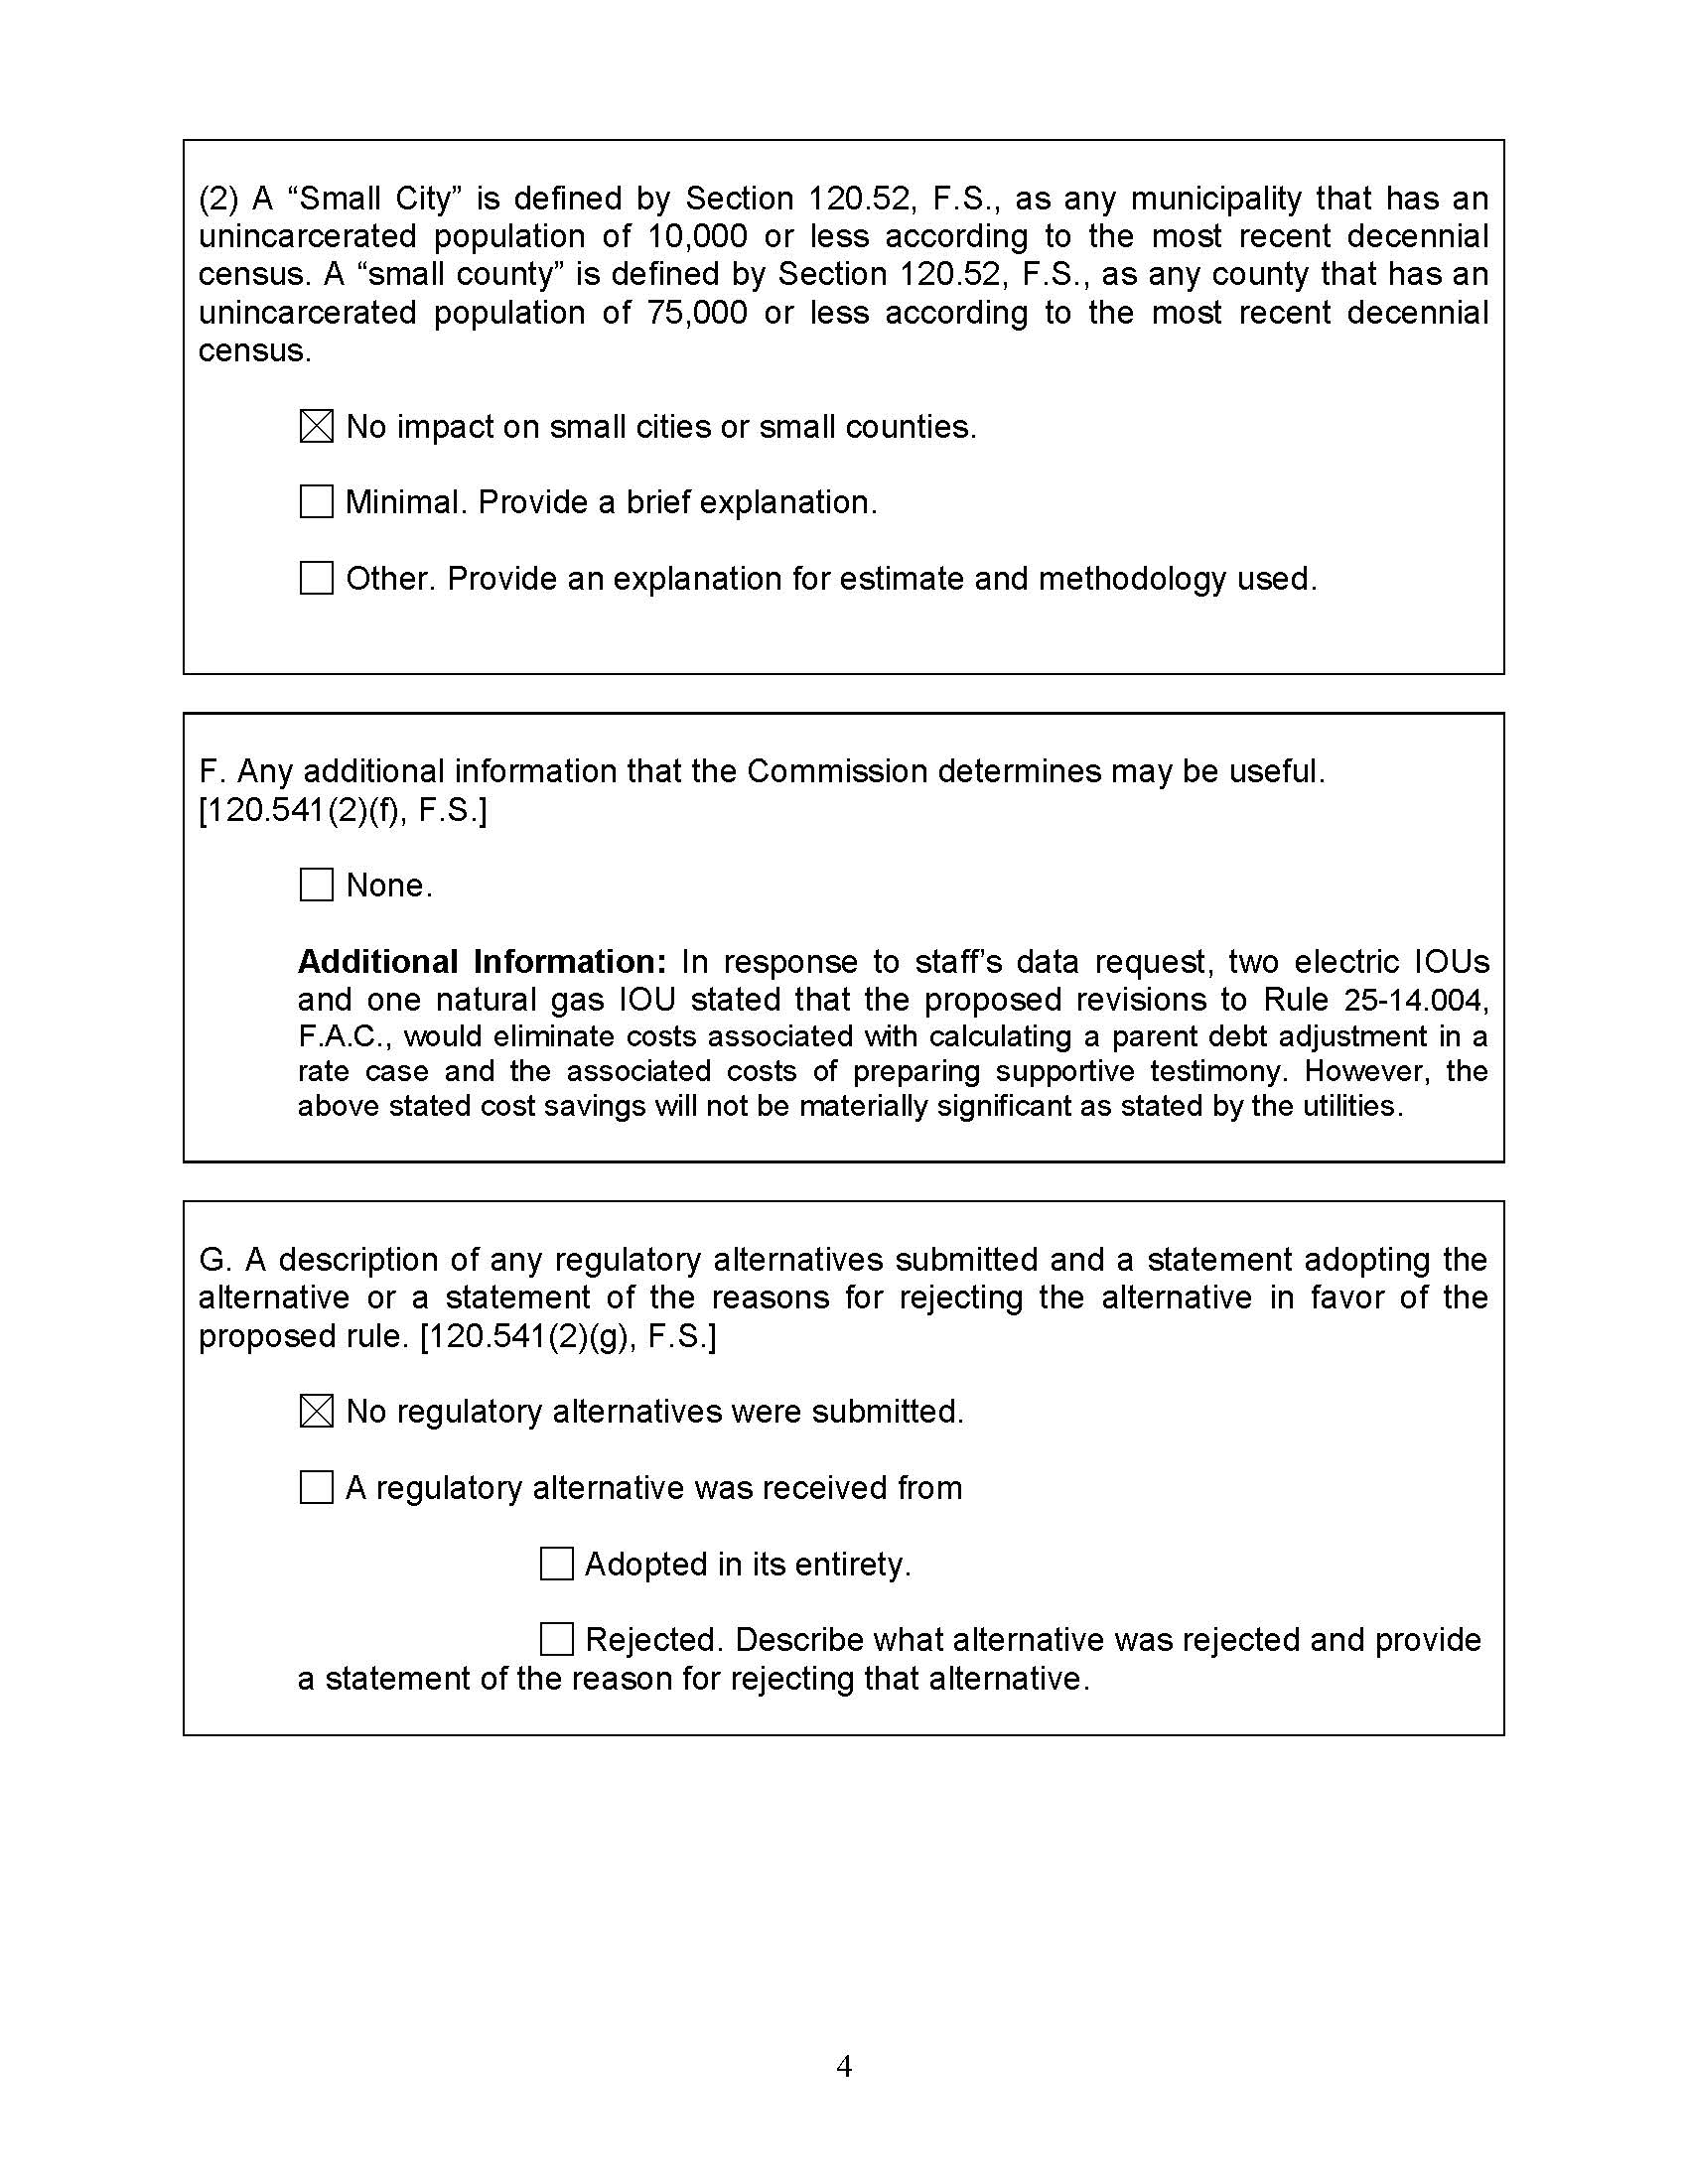 (2) A “Small City” is defined by Section 120.52, F.S., as any municipality that has an
unincarcerated population of 10,000 or less according to the most recent decennial
census. A “small county” is defined by Section 120.52, F.S., as any county that has an
unincarcerated population of 75,000 or less according to the most recent decennial
census.
☒ No impact on small cities or small counties.
☐ Minimal. Provide a brief explanation.
☐ Other. Provide an explanation for estimate and methodology used.
F. Any additional information that the Commission determines may be useful.
[120.541(2)(f), F.S.]
☐ None.
Additional Information: In response to staff’s data request, two electric IOUs
and one natural gas IOU stated that the proposed revisions to Rule 25-14.004,
F.A.C., would eliminate costs associated with calculating a parent debt adjustment in a
rate case and the associated costs of preparing supportive testimony. However, the
above stated cost savings will not be materially significant as stated by the utilities.
G. A description of any regulatory alternatives submitted and a statement adopting the
alternative or a statement of the reasons for rejecting the alternative in favor of the
proposed rule. [120.541(2)(g), F.S.]
☒ No regulatory alternatives were submitted.
☐ A regulatory alternative was received from
☐ Adopted in its entirety.
☐ Rejected. Describe what alternative was rejected and provide
a statement of the reason for rejecting that alternative.
4